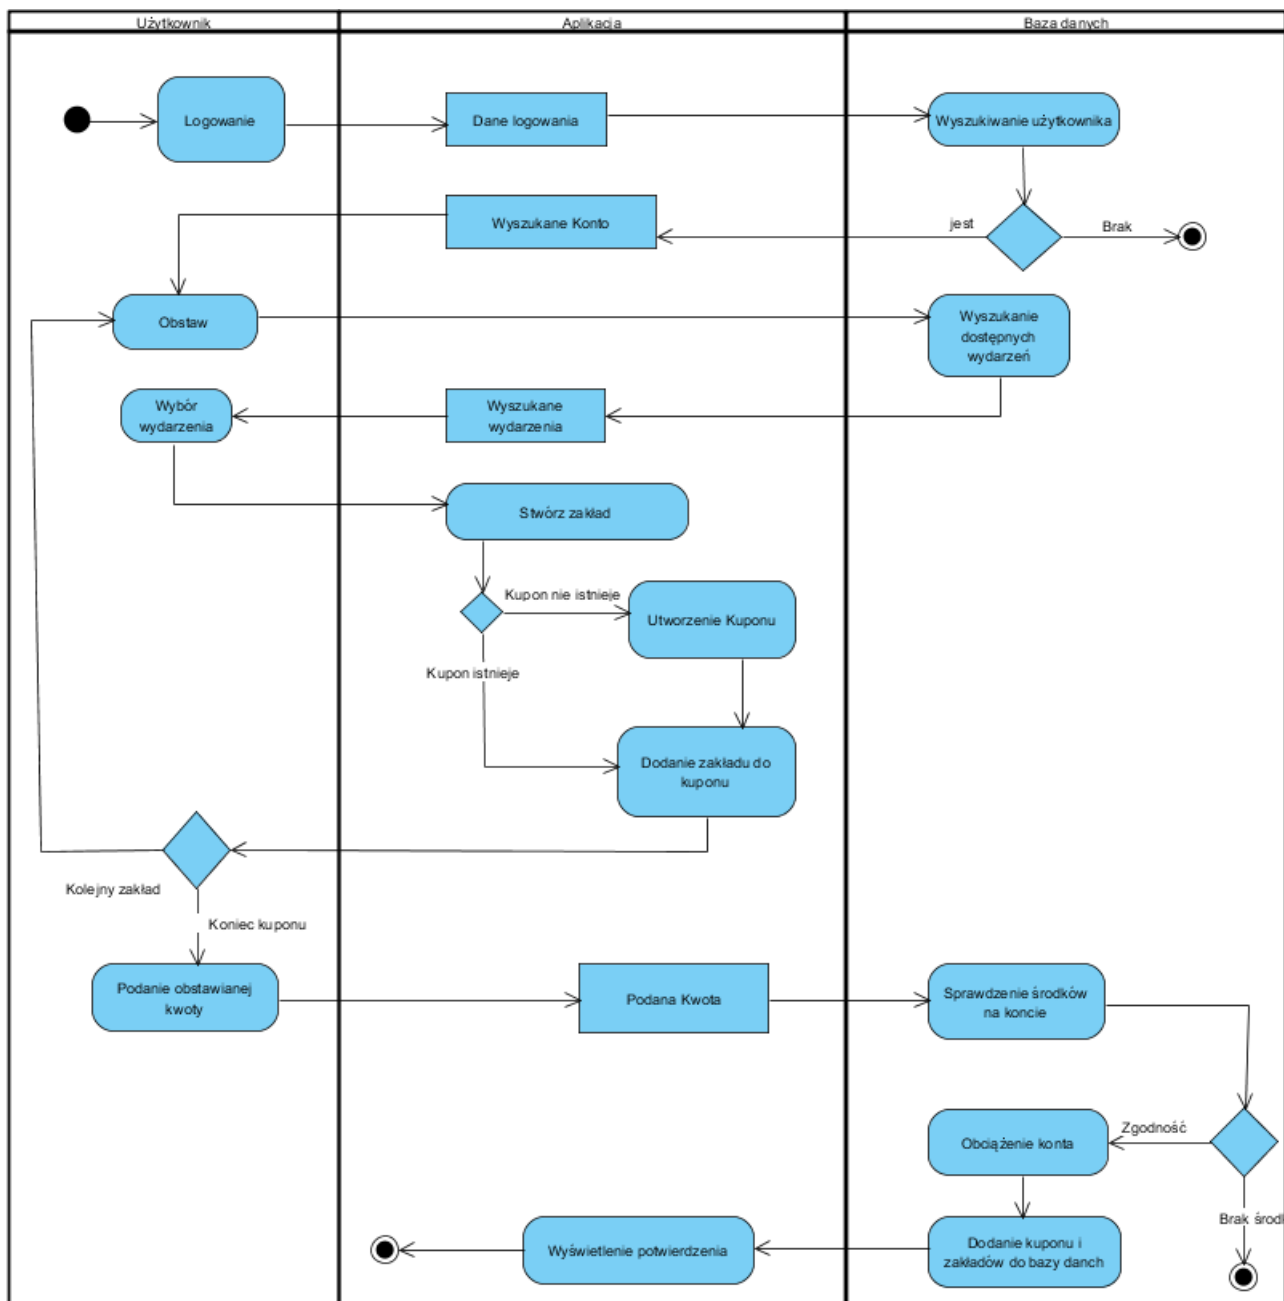 Użytkownik
Aplikacja
Baza danych
Logowanie
Dane logowania
Wyszukiwanie użytkownika
Wyszukane Konto
jest
Brak
Obstaw
Wyszukanie
dostępnych
wydarzeń
Wybór
wydarzenia
Wyszukane
wydarzenia
Stwórz zakład
Kupon nie istnieje
Utworzenie Kuponu
Kupon istnieje
Dodanie zakładu do
kuponu
Kolejny zakład
Koniec kuponu
Podanie obstawianej
kwoty
Podana Kwota
Sprawdzenie środków
na koncie
Zgodność
Obciążenie konta
Brak
Wyświetlenie potwierdzenia
Dodanie kuponu i
zakładów do bazy danch